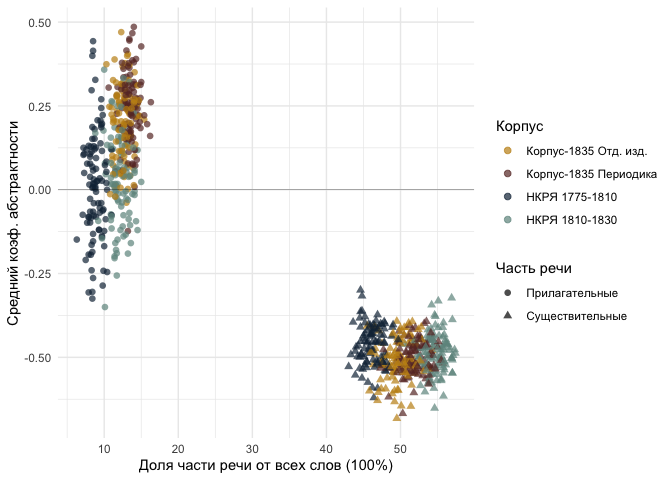 0.50
0.25
0.00
-0.25
-0.50
Средний коэф. абстрактности
10
20
30
40
50
Доля части речи от всех слов (100%)
Корпус
Корпус-1835 Отд. изд.
Корпус-1835 Периодика
НКРЯ 1775-1810
НКРЯ 1810-1830
Часть речи
Прилагательные
Существительные